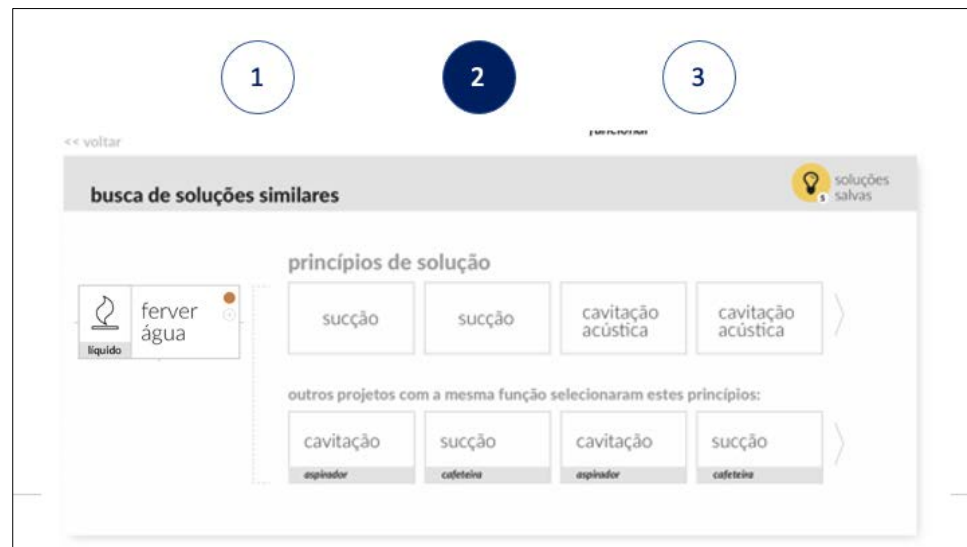 1
2
3
<< voltar
funcional
busca de soluções similares
soluções
salvas
5
princípios de solução
ferver
água
líquido
sucção
sucção
cavitação
acústica
cavitação
acústica
outros projetos com a mesma função selecionaram estes princípios:
cavitação
sucção
cavitação
sucção
aspirador
cafeteira
aspirador
cafeteira